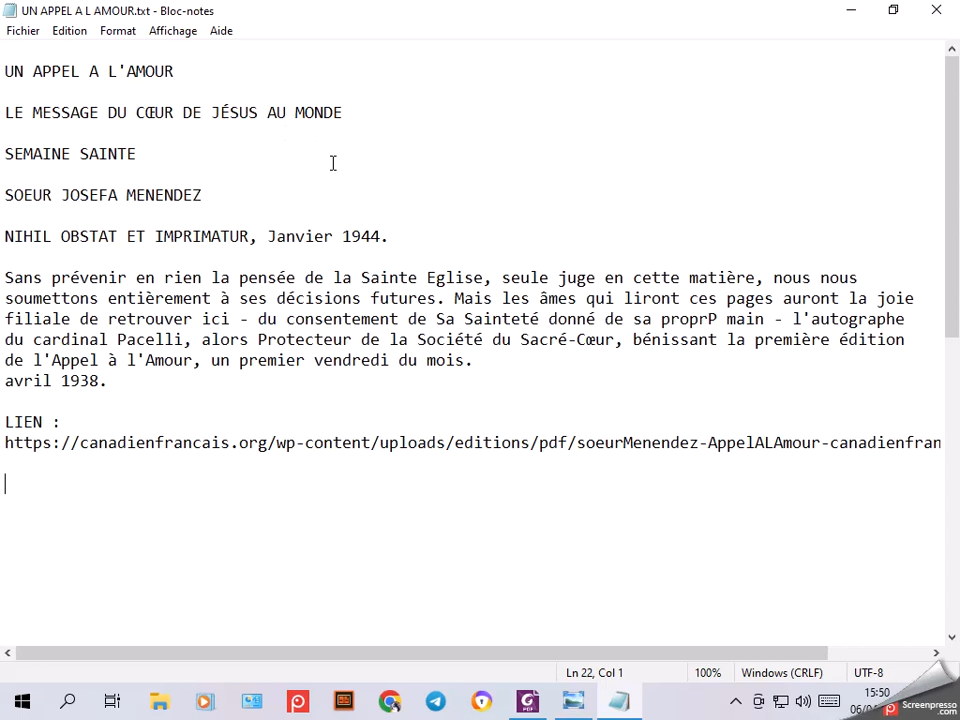 UN APPEL A L AMOUR.txt - Bloc-notes
Fichier Edition Format Affichage Aide
UN APPEL A L'AMOUR
LE MESSAGE DU CŒUR DE JÉSUS AU MONDE
SEMAINE SAINTE
SOEUR JOSEFA MENENDEZ
NIHIL OBSTAT ET IMPRIMATUR, Janvier 1944.
Sans prévenir en rien la pensée de la Sainte Eglise, seule juge en cette matière, nous nous
soumettons entièrement à ses décisions futures. Mais les âmes qui liront ces pages auront la joie
filiale de retrouver ici - du consentement de Sa Sainteté donné de sa proprP main - l'autographe
du cardinal Pacelli, alors Protecteur de la Société du Sacré-Cœur, bénissant la première édition
de l'Appel à l'Amour, un premier vendredi du mois.
avril 1938.
LIEN :
https://canadienfrancais.org/wp-content/uploads/editions/pdf/soeurMenendez-AppelALAmour-canadienfran
Ln 22, Col 1 100% Windows (CRLF) UTF-8
15:50
06/0
Screenpresso
.com